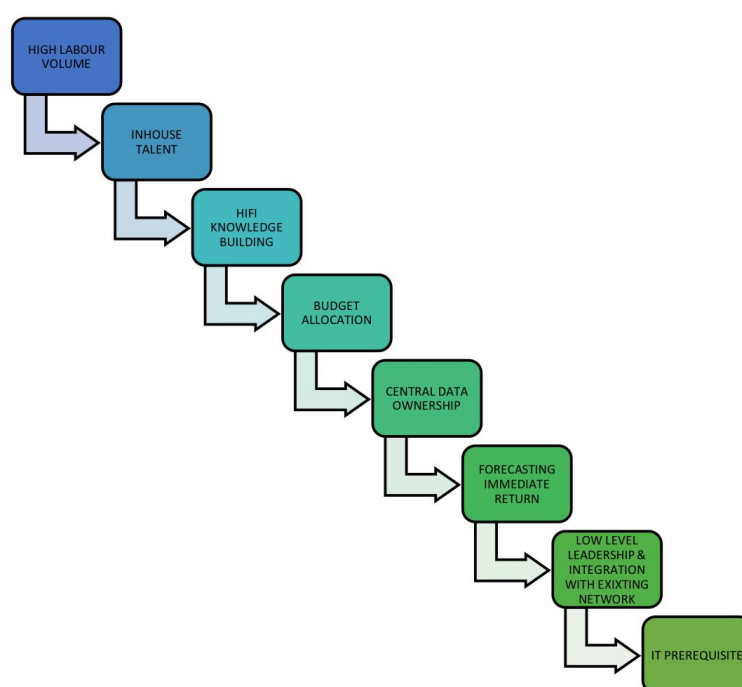 HIGH LABOUR
VOLUME
INHOUSE
TALENT
HIFI
KNOWLEDGE
BUILDING
BUDGET
ALLOCATION
CENTRAL DATA
OWNERSHIP
FORECASTING
IMMEDIATE
RETURN
LOW LEVEL
LEADERSHIP &
INTEGRATION
WITH EXIXTING
NETWORK
IT PREREQUISITE